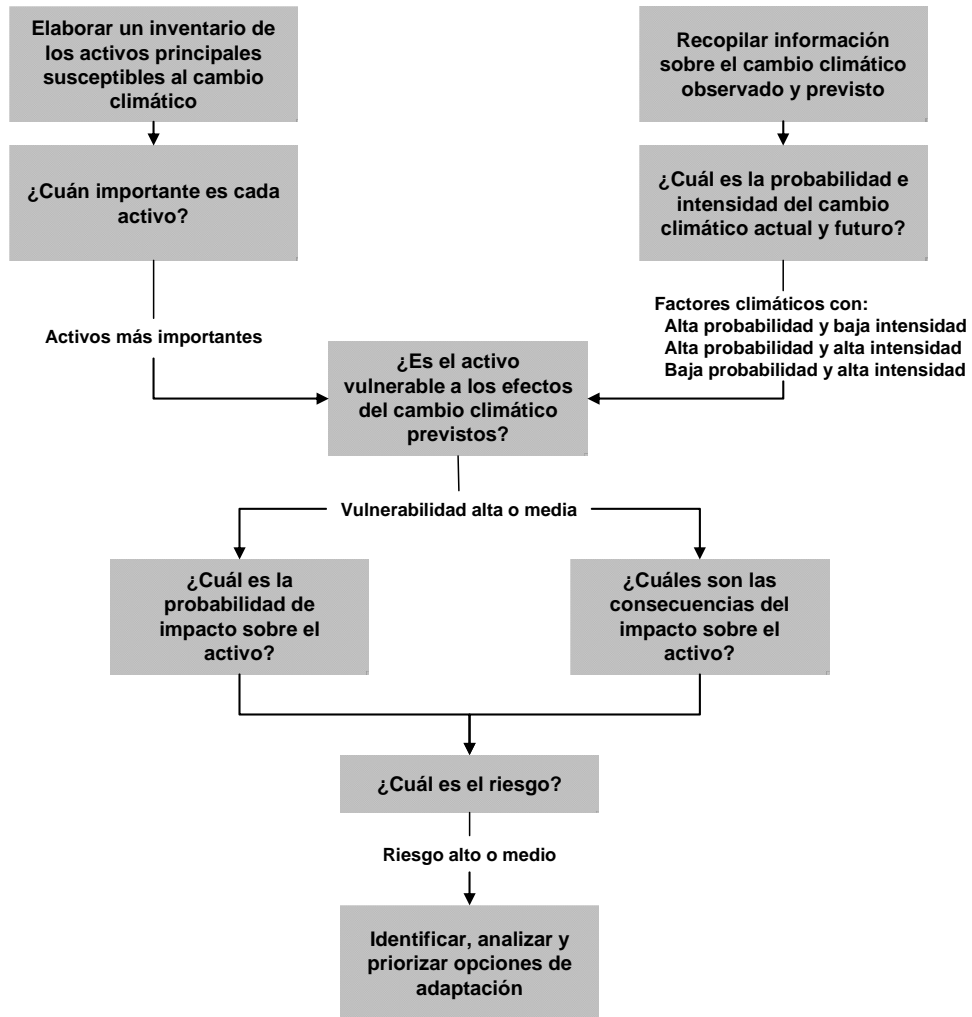 Elaborar un inventario de
los activos principales
susceptibles al cambio
climático
Recopilar información
sobre el cambio climático
observado y previsto
¿Cuán importante es cada
activo?
¿Cuál es la probabilidad e
intensidad del cambio
climático actual y futuro?
Activos más importantes
Factores climáticos con:
Alta probabilidad y baja intensidad
Alta probabilidad y alta intensidad
Baja probabilidad y alta intensidad
¿Es el activo
vulnerable a los efectos
del cambio climático
previstos?
Vulnerabilidad alta o media
¿Cuál es la
probabilidad de
impacto sobre el
activo?
¿Cuáles son las
consecuencias del
impacto sobre el
activo?
¿Cuál es el riesgo?
Riesgo alto o medio
Identificar, analizar y
priorizar opciones de
adaptación